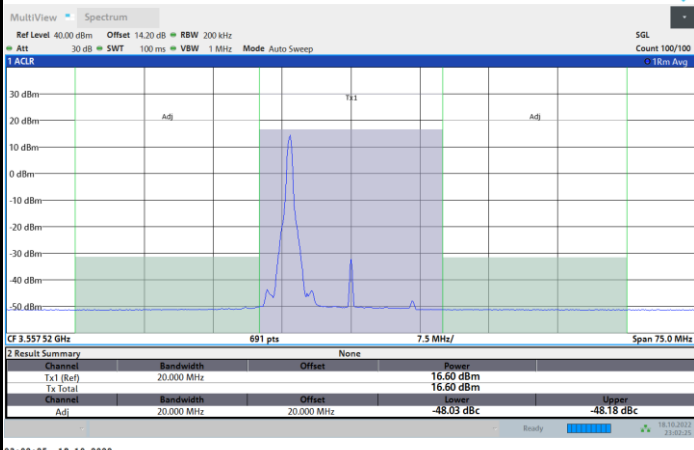 MultiView Spectrum
Ref Level 40.00 dBm Offset 14.20 dB RBW 200 kHz SGL
Att 30 dB SWT 100 ms VBW 1 MHz Mode Auto Sweep Count 100/100
1 ACLR 1Rm Avg
30 dBm
Tx1
20 dBm
Adj Adj
10 dBm
0 dBm
-10 dBm
-20 dBm
-30 dBm
-40 dBm
-50 dBm
CF 3.557 52 GHz 691 pts 7.5 MHz/ Span 75.0 MHz
2 Result Summary None
Channel Bandwidth Offset Power
Tx1 (Ref) 20.000 MHz 16.60 dBm
Tx Total 16.60 dBm
Channel Bandwidth Offset Lower Upper
Adj 20.000 MHz 20.000 MHz -48.03 dBc -48.18 dBc
Ready 18.10.2022
23:02:25